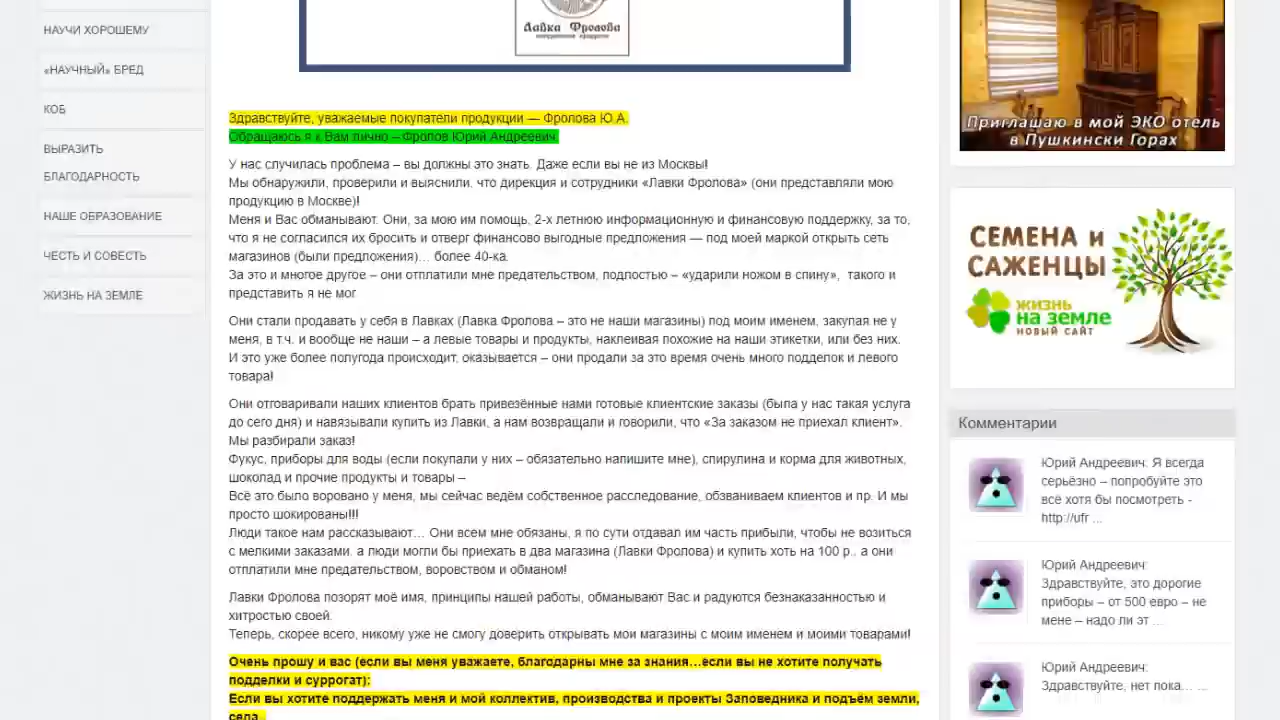 НАУЧИ ХОРОШЕМУ
«НАУЧНЫЙ» БРЕД
КОБ
ВЫРАЗИТЬ
БЛАГОДАРНОСТЬ
НАШЕ ОБРАЗОВАНИЕ
ЧЕСТЬ И СОВЕСТЬ
ЖИЗНЬ НА ЗЕМЛЕ
Лавка Фролова
Здравствуйте, уважаемые покупатели продукции — Фролова Ю.А.
Обращаюсь я к Вам лично – Фролов Юрий Андреевич.
У нас случилась проблема – вы должны это знать. Даже если вы не из Москвы!
Мы обнаружили, проверили и выяснили, что дирекция и сотрудники «Лавки Фролова» (они представляли мою
продукцию в Москве)!
Меня и Вас обманывают. Они, за мою им помощь, 2-х летнюю информационную и финансовую поддержку, за то,
что я не согласился их бросить и отверг финансово выгодные предложения — под моей маркой открыть сеть
магазинов (были предложения)… более 40-ка.
За это и многое другое – они отплатили мне предательством, подлостью – «ударили ножом в спину», такого и
представить я не мог
Они стали продавать у себя в Лавках (Лавка Фролова – это не наши магазины) под моим именем, закупая не у
меня, в т.ч. и вообще не наши – а левые товары и продукты, наклеивая похожие на наши этикетки, или без них.
И это уже более полугода происходит, оказывается – они продали за это время очень много подделок и левого
товара!
Они отговаривали наших клиентов брать привезённые нами готовые клиентские заказы (была у нас такая услуга
до сего дня) и навязывали купить из Лавки, а нам возвращали и говорили, что «За заказом не приехал клиент».
Мы разбирали заказ!
Фукус, приборы для воды (если покупали у них – обязательно напишите мне), спирулина и корма для животных,
шоколад и прочие продукты и товары –
Всё это было воровано у меня, мы сейчас ведём собственное расследование, обзваниваем клиентов и пр. И мы
просто шокированы!!!
Люди такое нам рассказывают… Они всем мне обязаны, я по сути отдавал им часть прибыли, чтобы не возиться
с мелкими заказами, а люди могли бы приехать в два магазина (Лавки Фролова) и купить хоть на 100 р., а они
отплатили мне предательством, воровством и обманом!
Лавки Фролова позорят моё имя, принципы нашей работы, обманывают Вас и радуются безнаказанностью и
хитростью своей.
Теперь, скорее всего, никому уже не смогу доверить открывать мои магазины с моим именем и моими товарами!
Очень прошу и вас (если вы меня уважаете, благодарны мне за знания…если вы не хотите получать
подделки и суррогат):
Если вы хотите поддержать меня и мой коллектив, производства и проекты Заповедника и подъём земли,
села
Приглашаю в мой ЭКО отель
в Пушкински Горах
СЕМЕНА и
САЖЕНЦЫ
ЖИЗНЬ
на земле
НОВЫЙ САЙТ
Комментарии
Юрий Андреевич: Я всегда
серьёзно – попробуйте это
всё хотя бы посмотреть -
http://ufr ...
Юрий Андреевич:
Здравствуйте, это дорогие
приборы – от 500 евро – не
мене – надо ли эт ...
Юрий Андреевич:
Здравствуйте, нет пока… ...